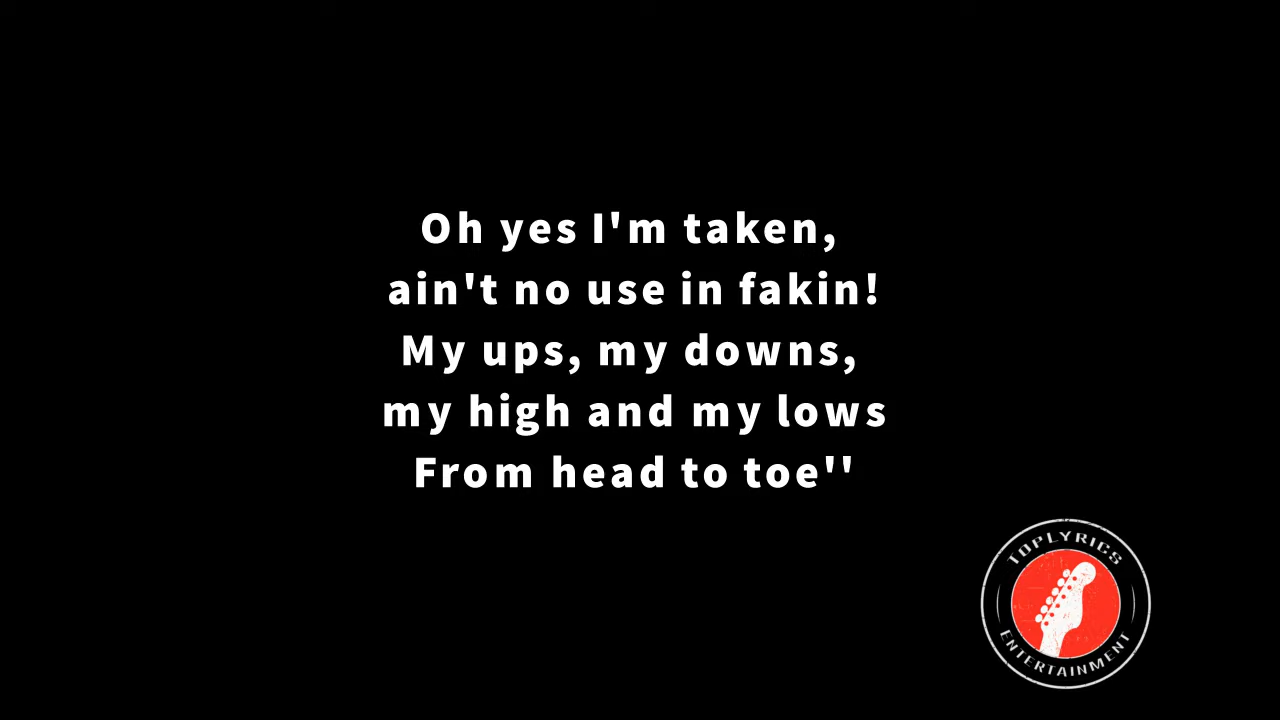 Oh yes I'm taken,
ain't no use in fakin!
My ups, my downs,
my high and my lows
From head to toe''
TOPLYRICS
ENTERTAINMENT